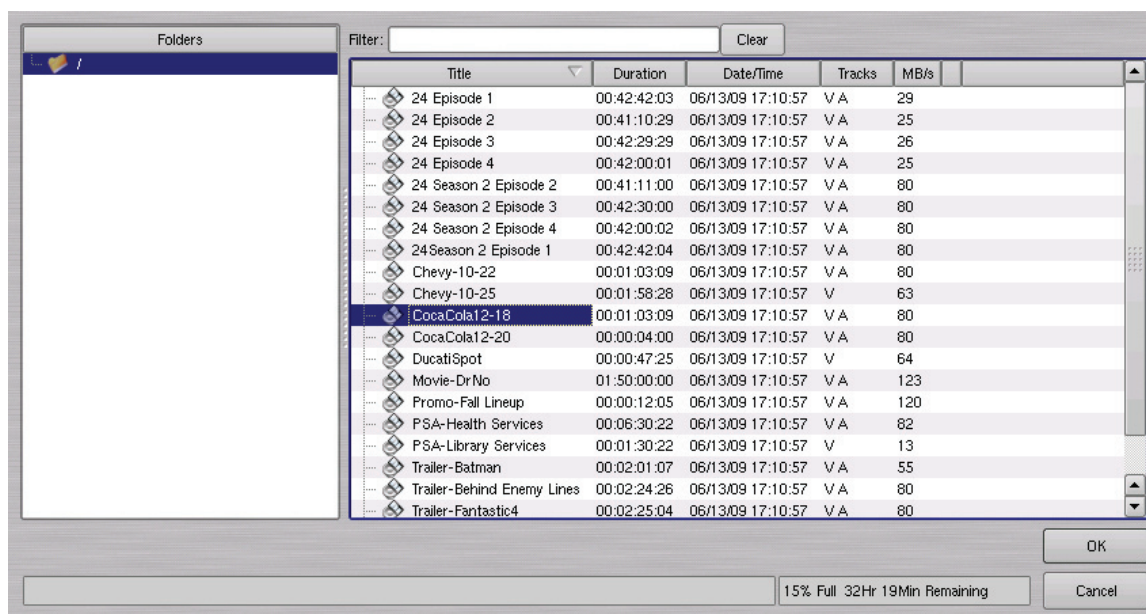 Folders
Filter:
Clear
/
Title Duration Date/Time Tracks MB/s
24 Episode 1 00:42:42:03 06/13/09 17:10:57 V A 29
24 Episode 2 00:41:10:29 06/13/09 17:10:57 V A 25
24 Episode 3 00:42:29:29 06/13/09 17:10:57 V A 26
24 Episode 4 00:42:00:01 06/13/09 17:10:57 V A 25
24 Season 2 Episode 2 00:41:11:00 06/13/09 17:10:57 V A 80
24 Season 2 Episode 3 00:42:30:00 06/13/09 17:10:57 V A 80
24 Season 2 Episode 4 00:42:00:02 06/13/09 17:10:57 V A 80
24Season 2 Episode 1 00:42:42:04 06/13/09 17:10:57 V A 80
Chevy-10-22 00:01:03:09 06/13/09 17:10:57 V A 80
Chevy-10-25 00:01:58:28 06/13/09 17:10:57 V 63
CocaCola12-18 00:01:03:09 06/13/09 17:10:57 V A 80
CocaCola12-20 00:00:04:00 06/13/09 17:10:57 V A 80
DucatiSpot 00:00:47:25 06/13/09 17:10:57 V 64
Movie-DrNo 01:50:00:00 06/13/09 17:10:57 V A 123
Promo-Fall Lineup 00:00:12:05 06/13/09 17:10:57 V A 120
PSA-Health Services 00:06:30:22 06/13/09 17:10:57 V A 82
PSA-Library Services 00:01:30:22 06/13/09 17:10:57 V 13
Trailer-Batman 00:02:01:07 06/13/09 17:10:57 V A 55
Trailer-Behind Enemy Lines 00:02:24:26 06/13/09 17:10:57 V A 80
Trailer-Fantastic4 00:02:25:04 06/13/09 17:10:57 V A 80
OK
15% Full 32Hr 19Min Remaining
Cancel